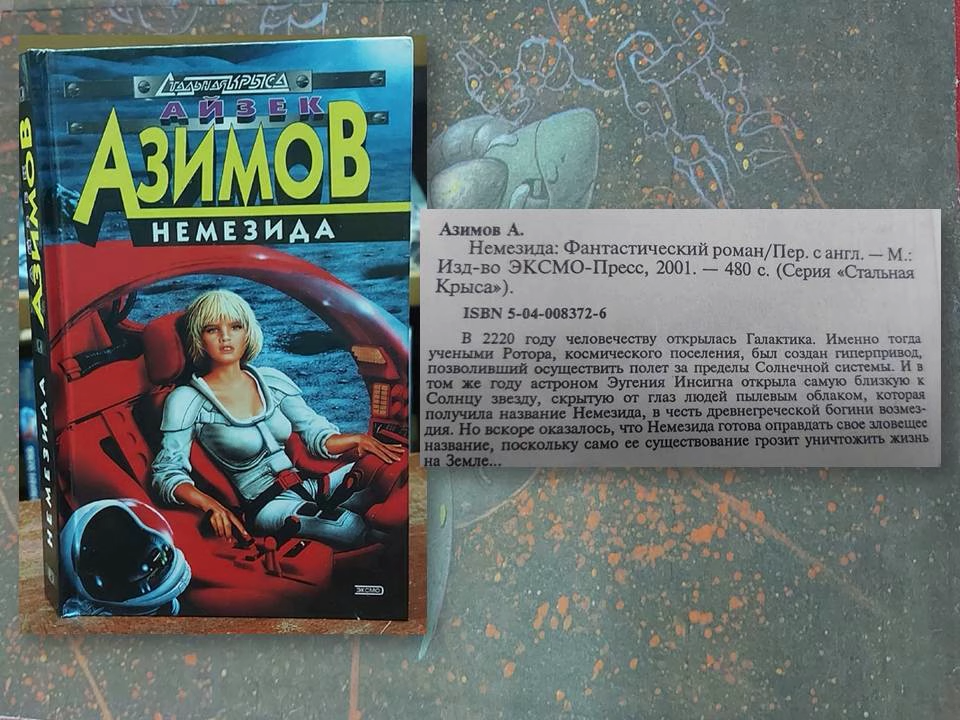 СТАЛЬНАЯ КРЫСА
АЙЗЕК
АЗИМОВ
НЕМЕЗИДА
ЭКСМО
АЗИМОВ
НЕМЕЗИДА
Азимов А.
Немезида: Фантастический роман/Пер. с англ. — М.:
Изд-во ЭКСМО-Пресс, 2001. — 480 с. (Серия «Стальная
Крыса»).
ISBN 5-04-008372-6
В 2220 году человечеству открылась Галактика. Именно тогда
учеными Ротора, космического поселения, был создан гиперпривод,
позволивший осуществить полет за пределы Солнечной системы. И в
том же году астроном Эугения Инсигна открыла самую близкую к
Солнцу звезду, скрытую от глаз людей пылевым облаком, которая
получила название Немезида, в честь древнегреческой богини возмез-
дия. Но вскоре оказалось, что Немезида готова оправдать свое зловещее
название, поскольку само ее существование грозит уничтожить жизнь
на Земле...